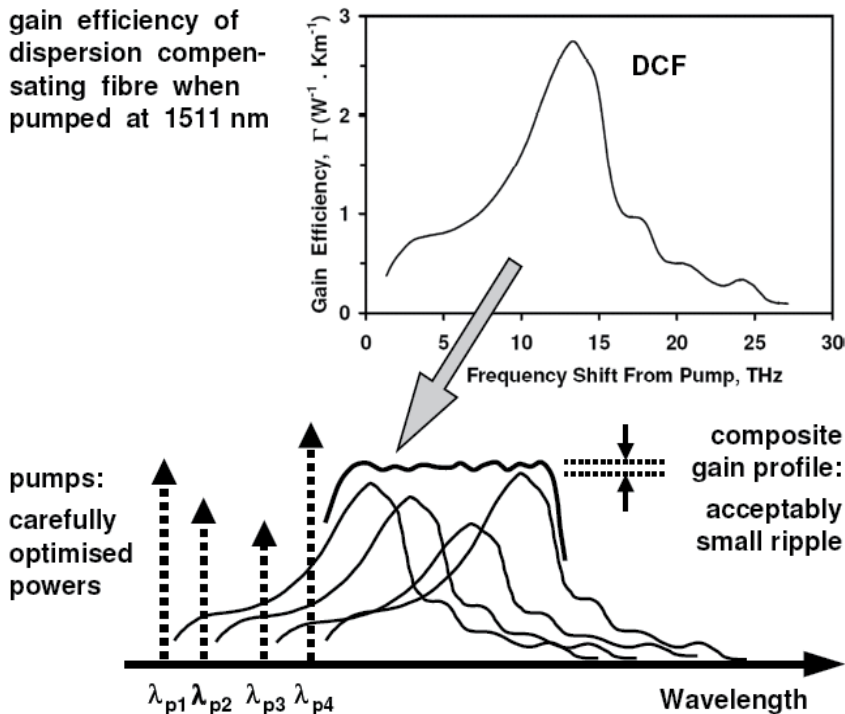 gain efficiency of
dispersion compen-
sating fibre when
pumped at 1511 nm
Gain Efficiency, Γ (W⁻¹ . Km⁻¹)
3
2
1
0
DCF
0 5 10 15 20 25 30
Frequency Shift From Pump, THz
pumps:
carefully
optimised
powers
composite
gain profile:
acceptably
small ripple
λp1 λp2 λp3 λp4
Wavelength